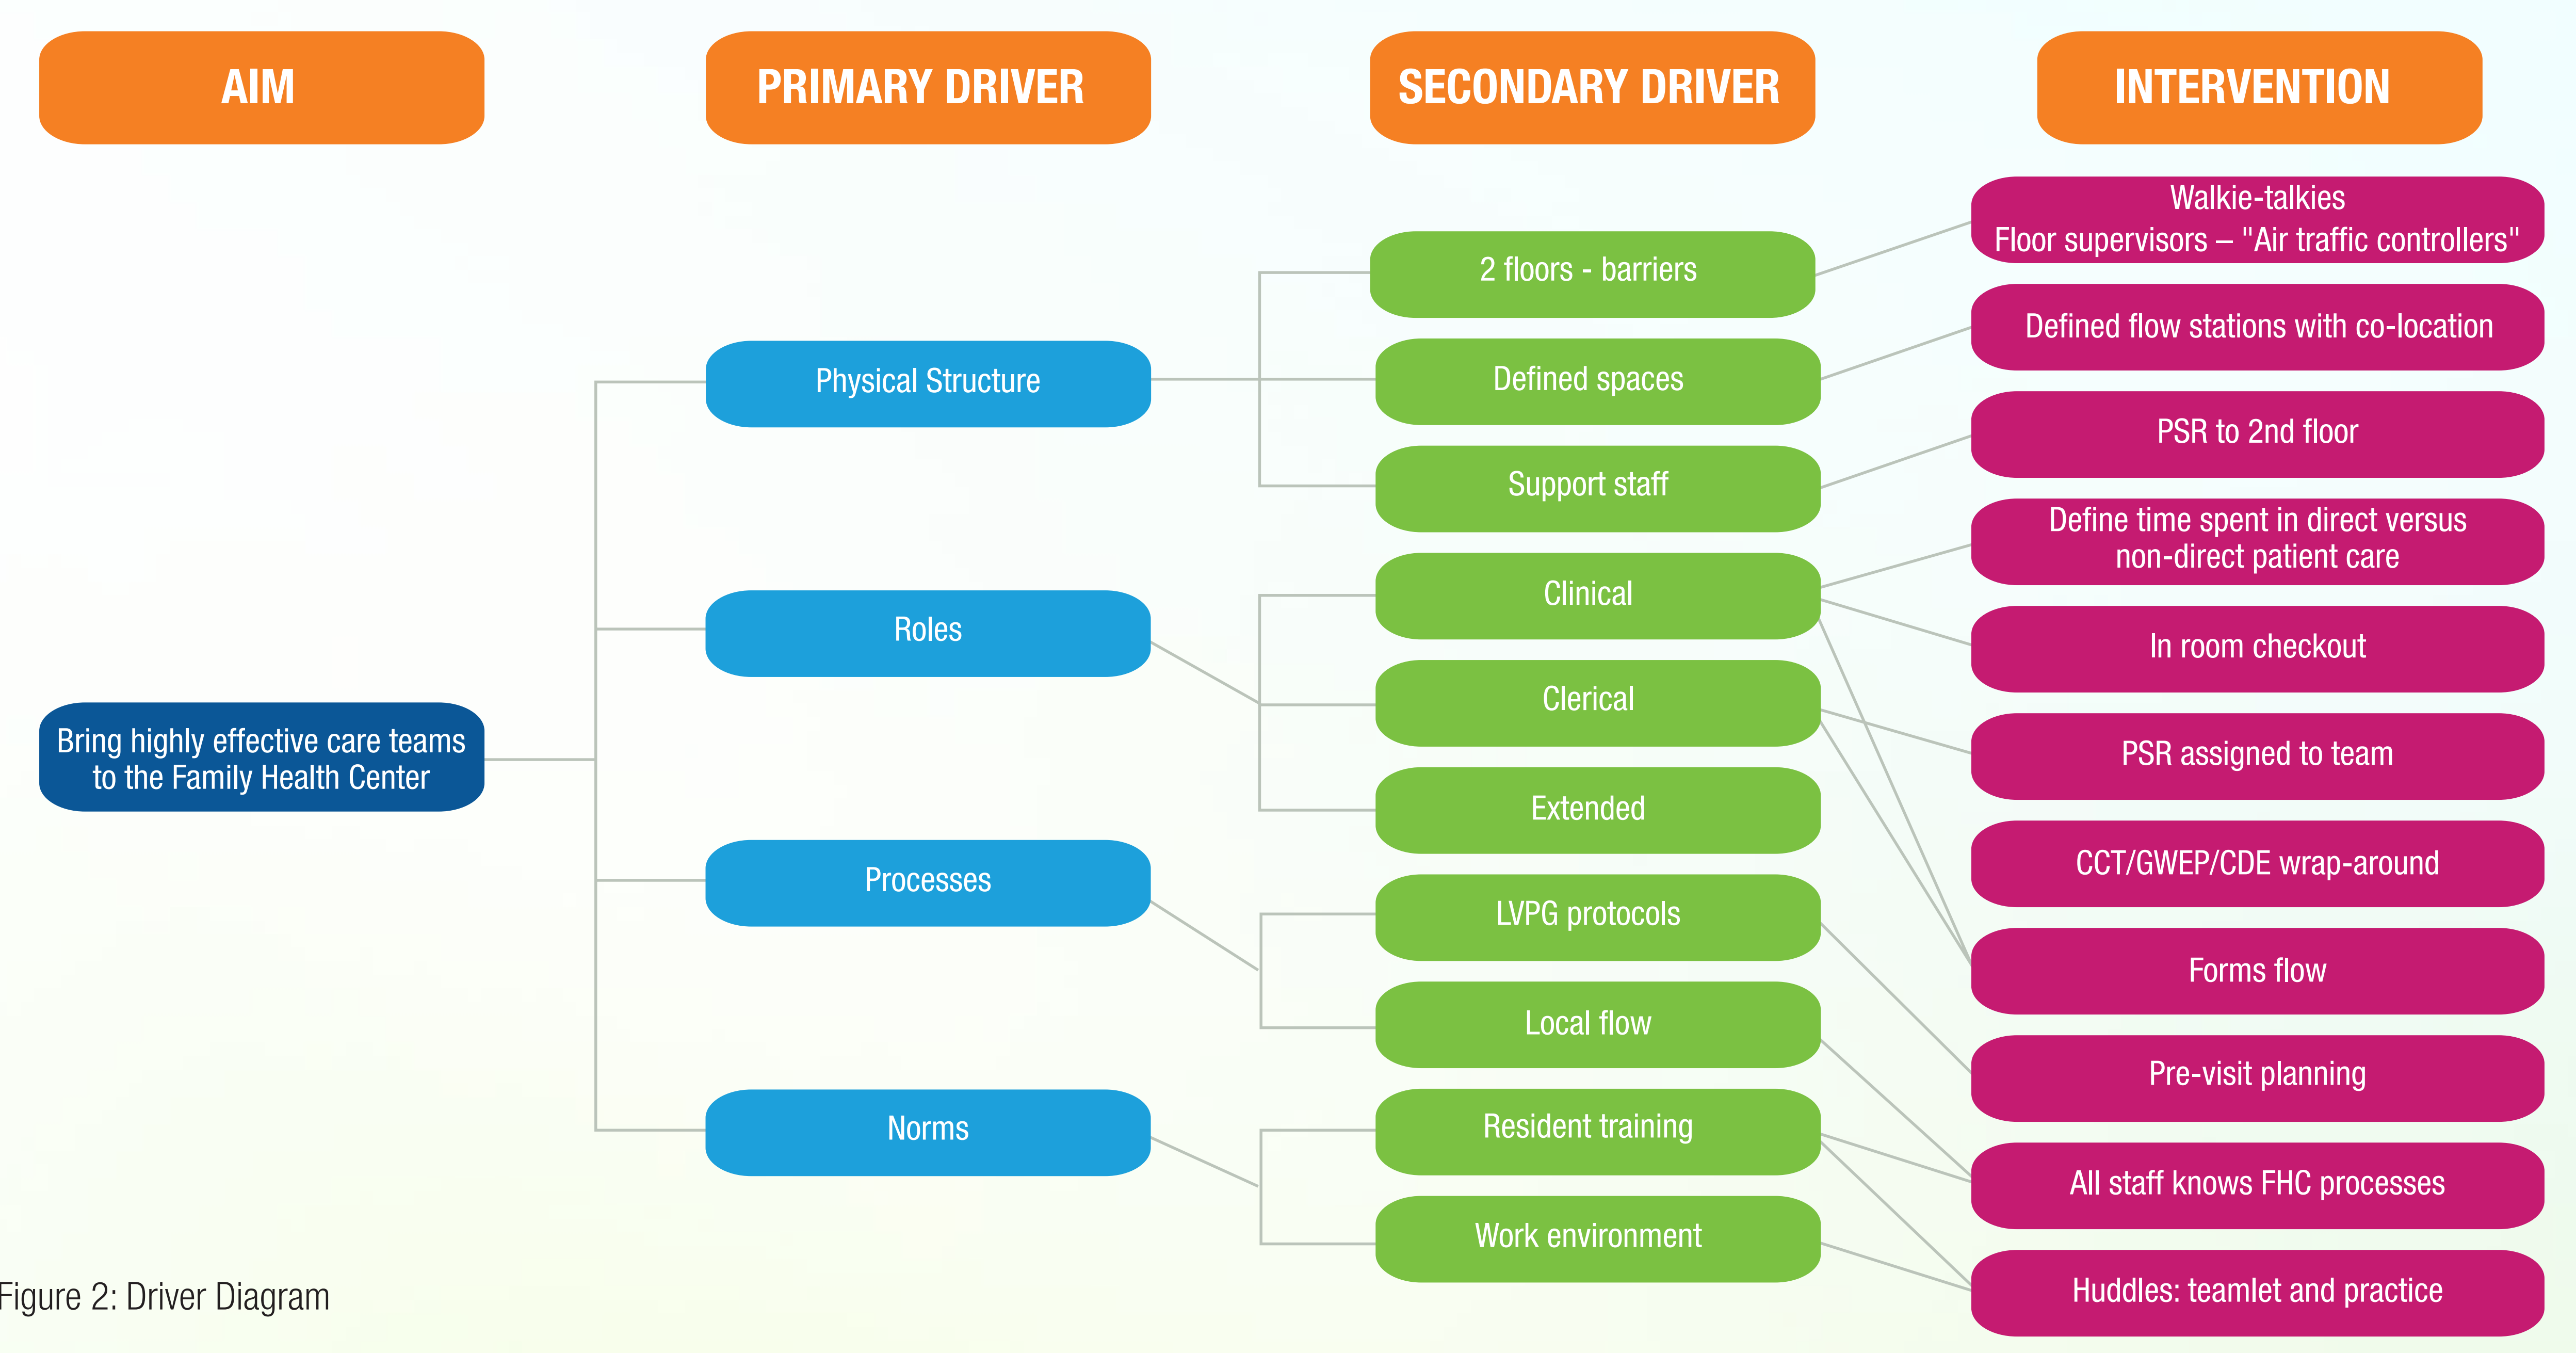 AIM
PRIMARY DRIVER
SECONDARY DRIVER
INTERVENTION
Bring highly effective care teams
to the Family Health Center
Physical Structure
Roles
Processes
Norms
2 floors - barriers
Defined spaces
Support staff
Clinical
Clerical
Extended
LVPG protocols
Local flow
Resident training
Work environment
Walkie-talkies
Floor supervisors – "Air traffic controllers"
Defined flow stations with co-location
PSR to 2nd floor
Define time spent in direct versus
non-direct patient care
In room checkout
PSR assigned to team
CCT/GWEP/CDE wrap-around
Forms flow
Pre-visit planning
All staff knows FHC processes
Huddles: teamlet and practice
Figure 2: Driver Diagram